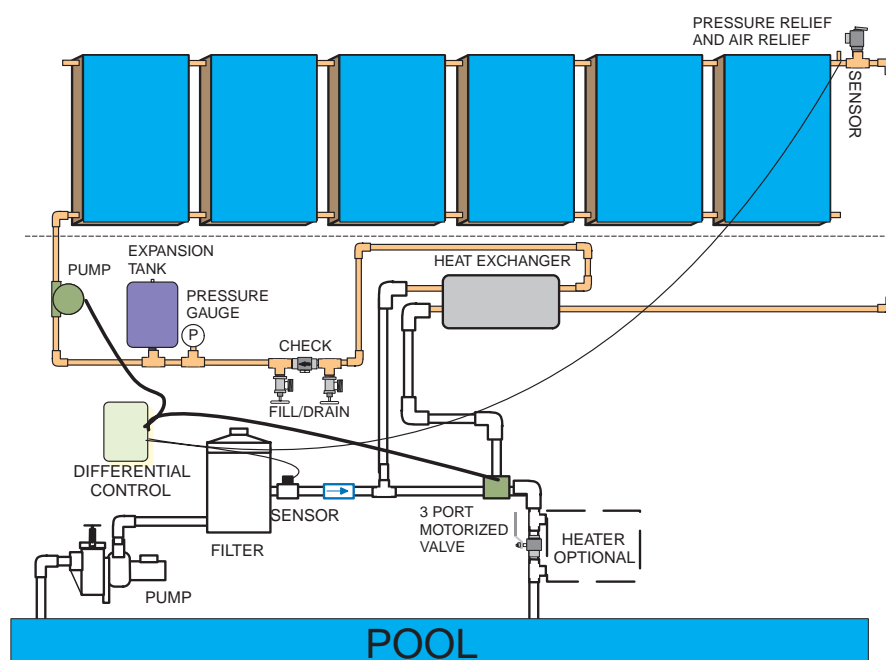 PRESSURE RELIEF
AND AIR RELIEF
SENSOR
EXPANSION
TANK
PUMP
PRESSURE
GAUGE
P
HEAT EXCHANGER
CHECK
FILL/DRAIN
DIFFERENTIAL
CONTROL
SENSOR
FILTER
3 PORT
MOTORIZED
VALVE
HEATER
OPTIONAL
PUMP
POOL